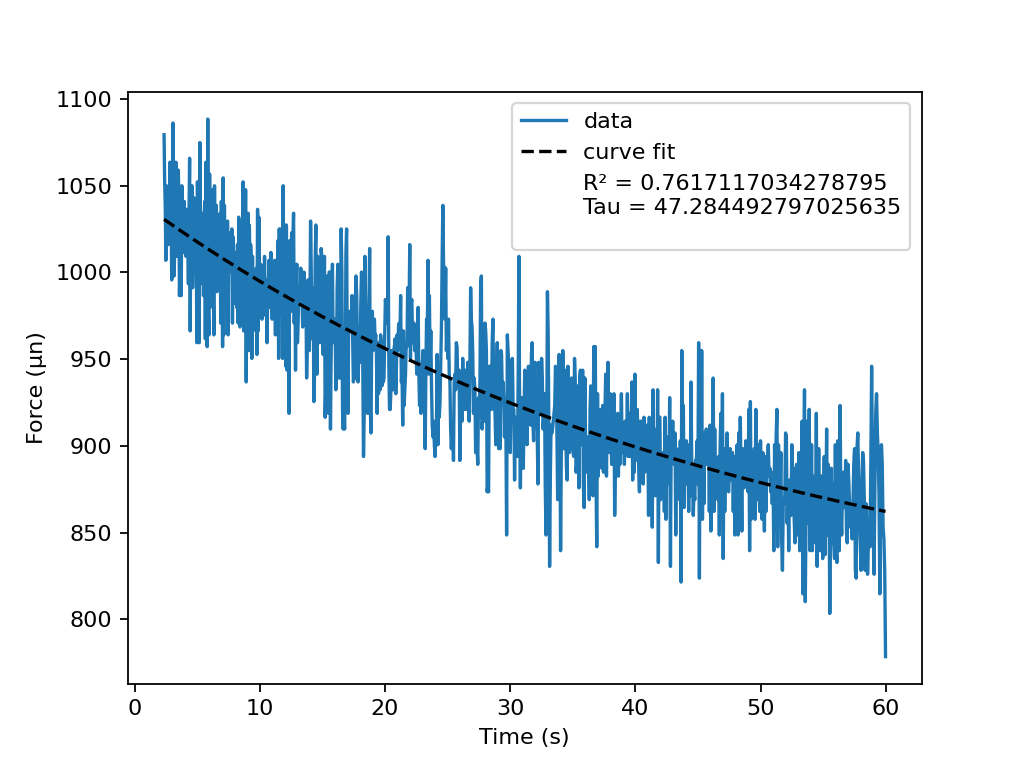 1100
1050
1000
950
900
850
800
Force (μn)
0 10 20 30 40 50 60
Time (s)
data
curve fit
R² = 0.7617117034278795
Tau = 47.284492797025635